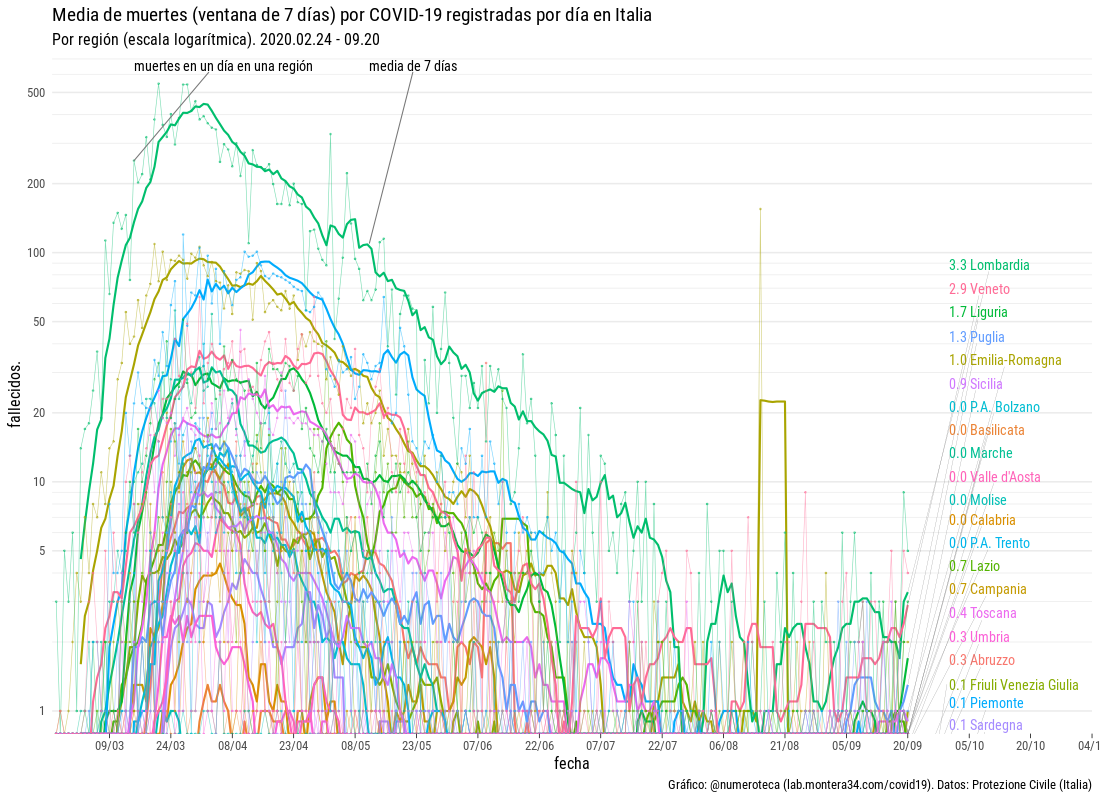 Media de muertes (ventana de 7 días) por COVID-19 registradas por día en Italia
Por región (escala logarítmica). 2020.02.24 - 09.20
muertes en un día en una región
media de 7 días
fallecidos.
500
200
100
50
20
10
5
1
3.3 Lombardia
2.9 Veneto
1.7 Liguria
1.3 Puglia
1.0 Emilia-Romagna
0.9 Sicilia
0.0 P.A. Bolzano
0.0 Basilicata
0.0 Marche
0.0 Valle d'Aosta
0.0 Molise
0.0 Calabria
0.0 P.A. Trento
0.7 Lazio
0.7 Campania
0.4 Toscana
0.3 Umbria
0.3 Abruzzo
0.1 Friuli Venezia Giulia
0.1 Piemonte
0.1 Sardegna
09/03 24/03 08/04 23/04 08/05 23/05 07/06 22/06 07/07 22/07 06/08 21/08 05/09 20/09 05/10 20/10 04/1
fecha
Gráfico: @numeroteca (lab.montera34.com/covid19). Datos: Protezione Civile (Italia)